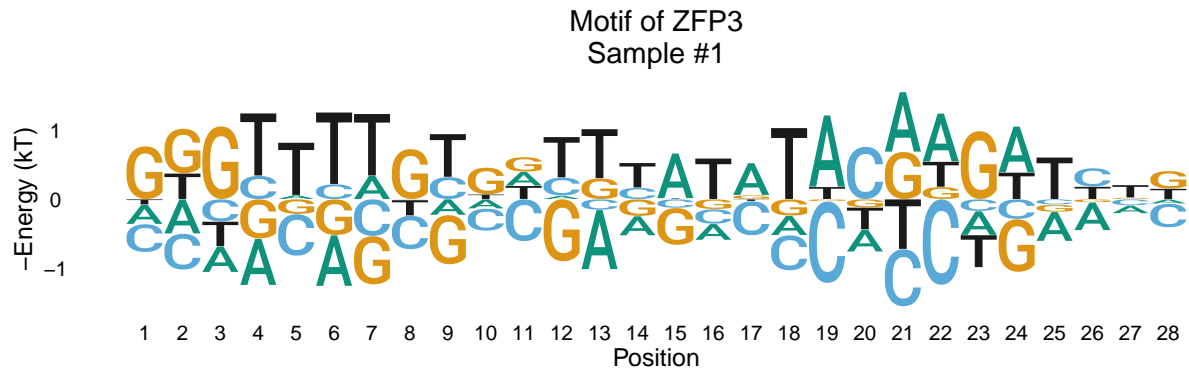 Motif of ZFP3
Sample #1
−Energy (kT)
1
0
−1
1 2 3 4 5 6 7 8 9 10 11 12 13 14 15 16 17 18 19 20 21 22 23 24 25 26 27 28
Position